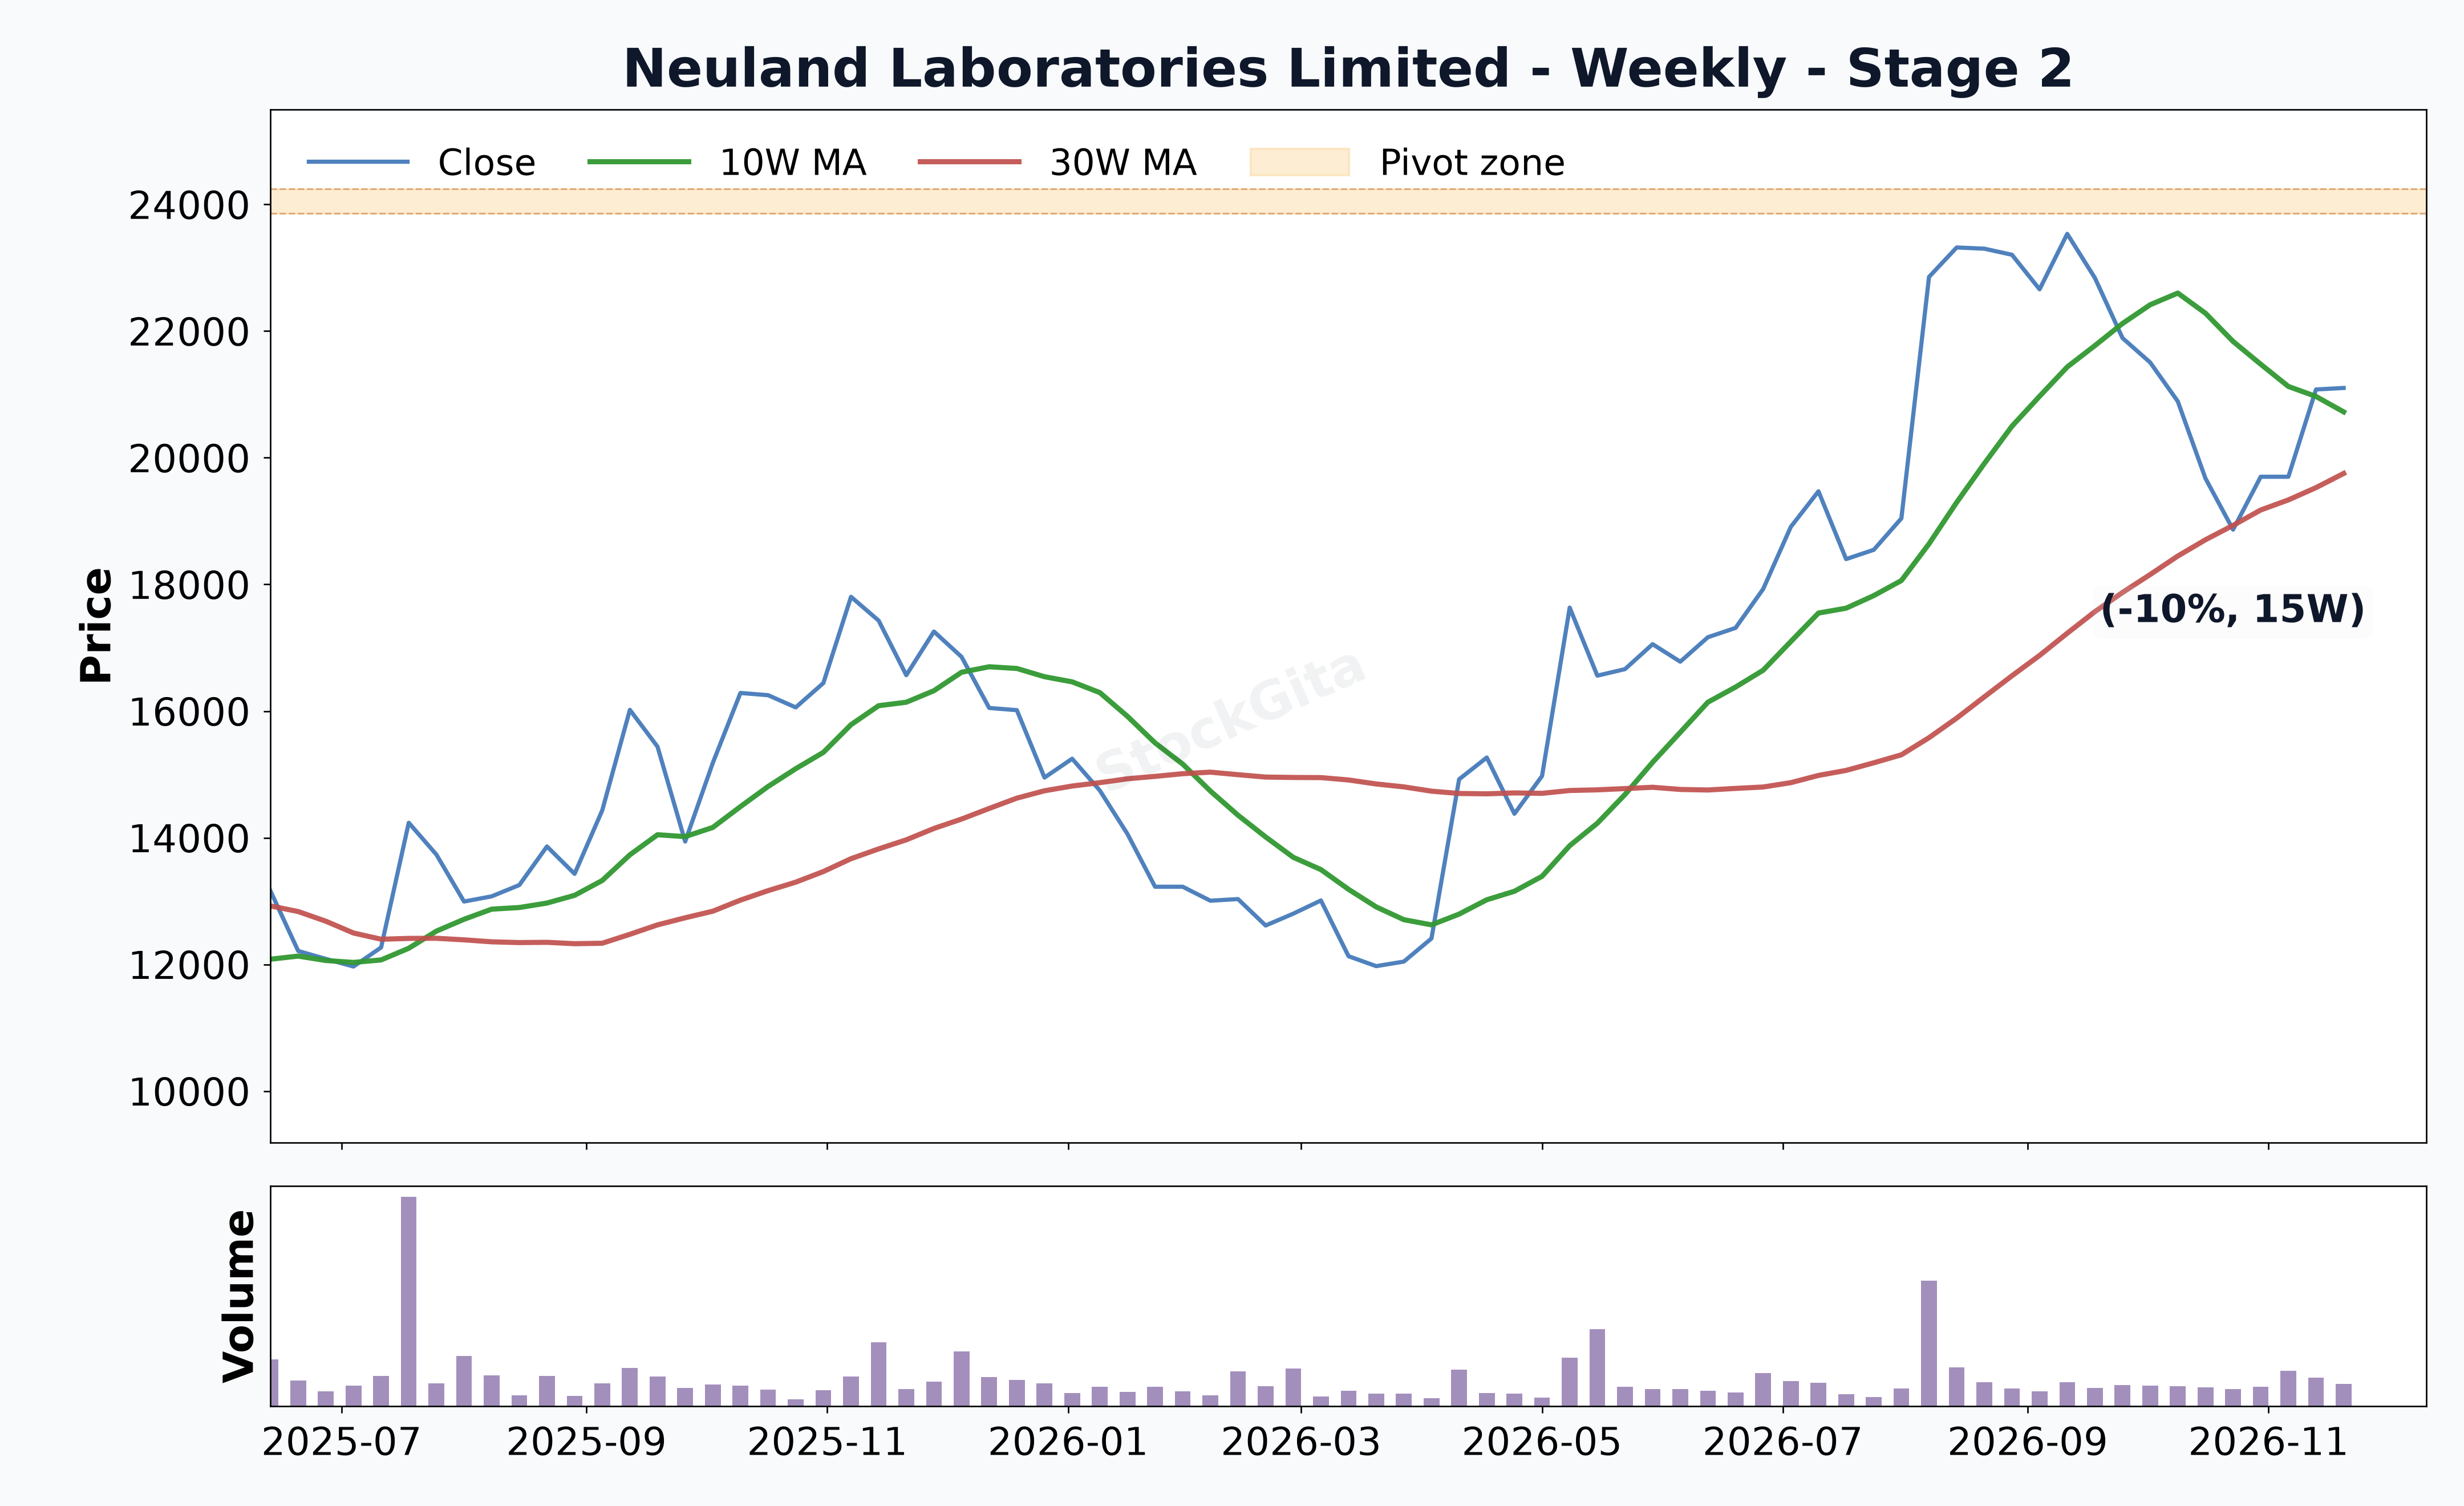 Neuland Laboratories Limited - Weekly - Stage 2
Close 10W MA 30W MA Pivot zone
24000
22000
20000
18000
16000
14000
12000
10000
Price
(-10%, 15W)
StockGita
Volume
2025-07 2025-09 2025-11 2026-01 2026-03 2026-05 2026-07 2026-09 2026-11